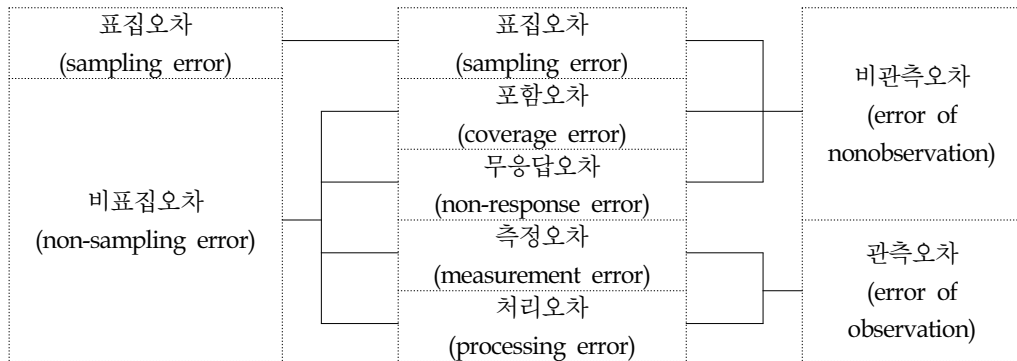 표집오차
(sampling error)
비표집오차
(non-sampling error)
표집오차
(sampling error)
포함오차
(coverage error)
무응답오차
(non-response error)
측정오차
(measurement error)
처리오차
(processing error)
비관측오차
(error of
nonobservation)
관측오차
(error of
observation)